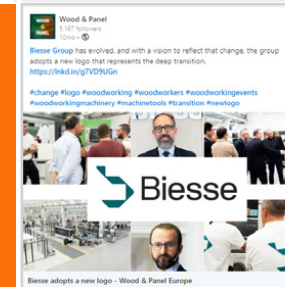 Wood & Panel
5,167 followers
10mo •
Biesse Group has evolved, and with a vision to reflect that change, the group
adopts a new logo that represents the deep transition.
https://lnkd.in/g7VD9UGn
#change #logo #woodworking #woodworkers #woodworkingevents
#woodworkingmachinery #machinetools #transition #newlogo
Biesse
Biesse adopts a new logo - Wood & Panel Europe